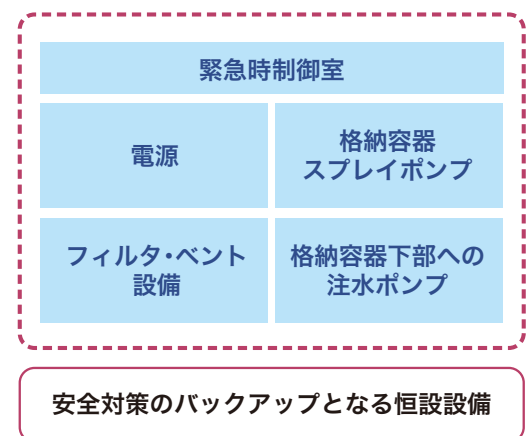 緊急時制御室
電源
格納容器
スプレイポンプ
フィルタ・ベント
設備
格納容器下部への
注水ポンプ
安全対策のバックアップとなる恒設設備